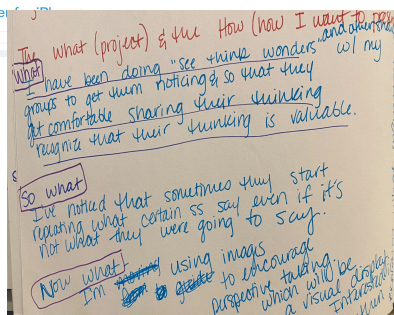 The What (project) & the How (how I want to
What
I have been doing "see think wonders" and other w/ my
groups to get them noticing & so that they
get comfortable sharing their thinking
recognize that their thinking is valuable.
So what
I've noticed that sometimes they start
repeating what certain ss say even if it's
not what they were going to say.
Now what
I'm using images
to encourage
perspective taking
which will be
a visual display